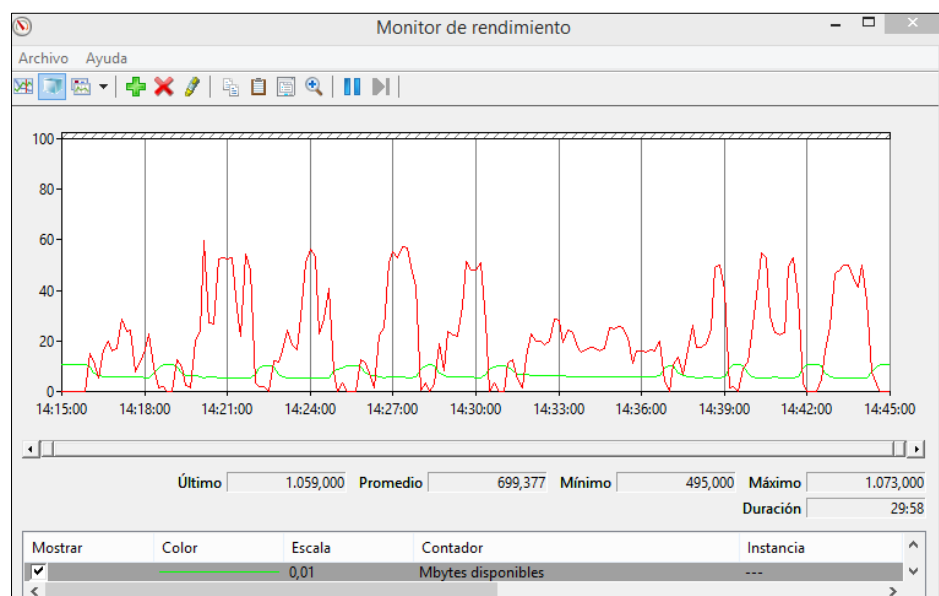 Monitor de rendimiento
Archivo Ayuda
100
80
60
40
20
0
14:15:00 14:18:00 14:21:00 14:24:00 14:27:00 14:30:00 14:33:00 14:36:00 14:39:00 14:42:00 14:45:00
Último 1.059,000 Promedio 699,377 Mínimo 495,000 Máximo 1.073,000
Duración 29:58
Mostrar Color Escala Contador Instancia
0,01 Mbytes disponibles ---